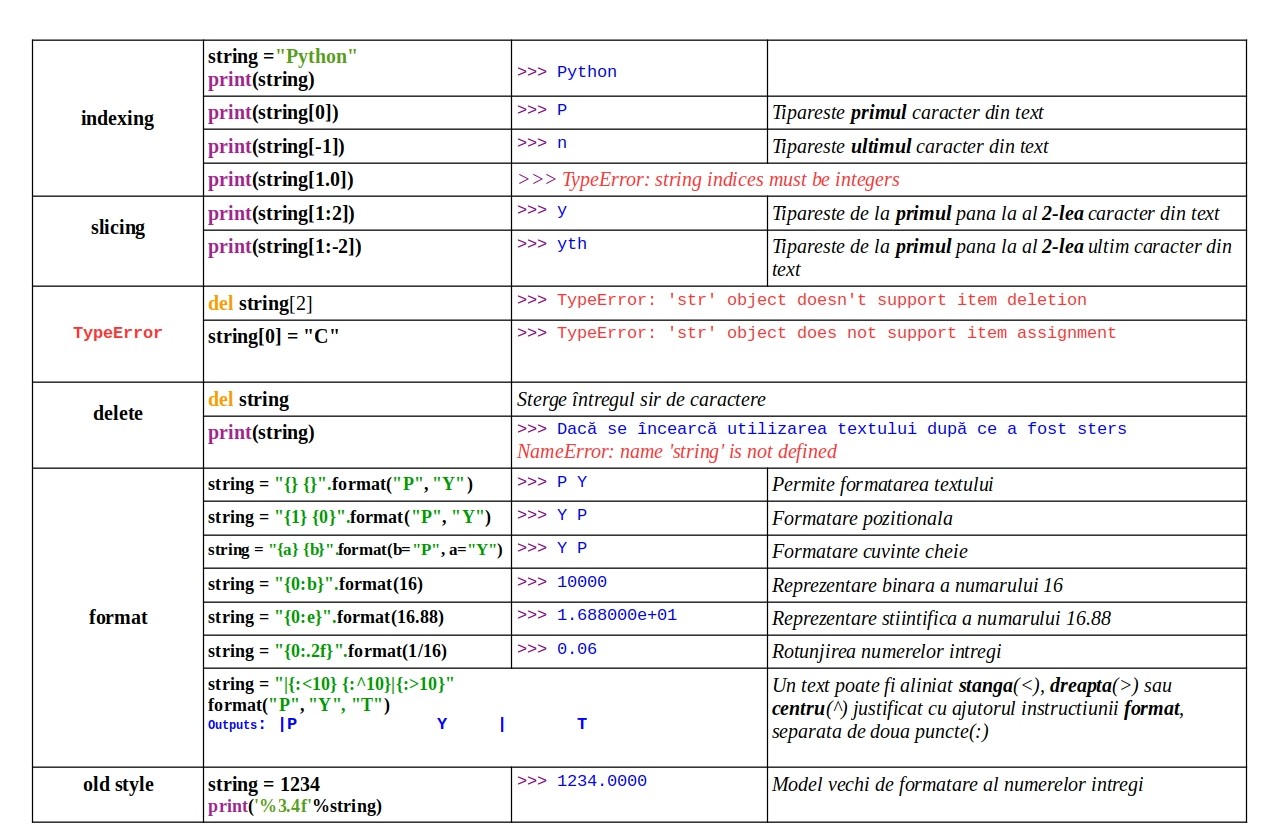 indexing
string ="Python"
print(string)
>>> Python
print(string[0])
>>> P
Tipareste primul caracter din text
print(string[-1])
>>> n
Tipareste ultimul caracter din text
print(string[1.0])
>>> TypeError: string indices must be integers
slicing
print(string[1:2])
>>> y
Tipareste de la primul pana la al 2-lea caracter din text
print(string[1:-2])
>>> yth
Tipareste de la primul pana la al 2-lea ultim caracter din
text
TypeError
del string[2]
>>> TypeError: 'str' object doesn't support item deletion
string[0] = "C"
>>> TypeError: 'str' object does not support item assignment
delete
del string
Sterge întregul sir de caractere
print(string)
>>> Dacă se încearcă utilizarea textului după ce a fost sters
NameError: name 'string' is not defined
format
string = "{} {}".format("P", "Y")
>>> P Y
Permite formatarea textului
string = "{1} {0}".format("P", "Y")
>>> Y P
Formatare pozitionala
string = "{a} {b}".format(b="P", a="Y")
>>> Y P
Formatare cuvinte cheie
string = "{0:b}".format(16)
>>> 10000
Reprezentare binara a numarului 16
string = "{0:e}".format(16.88)
>>> 1.688000e+01
Reprezentare stiintifica a numarului 16.88
string = "{0:.2f}".format(1/16)
>>> 0.06
Rotunjirea numerelor intregi
string = "|{:<10} {:^10}|{:>10}"
format("P", "Y", "T")
Outputs: |P Y | T
Un text poate fi aliniat stanga(<), dreapta(>) sau
centru(^) justificat cu ajutorul instructiunii format,
separata de doua puncte(:)
old style
string = 1234
print('%3.4f'%string)
>>> 1234.0000
Model vechi de formatare al numerelor intregi